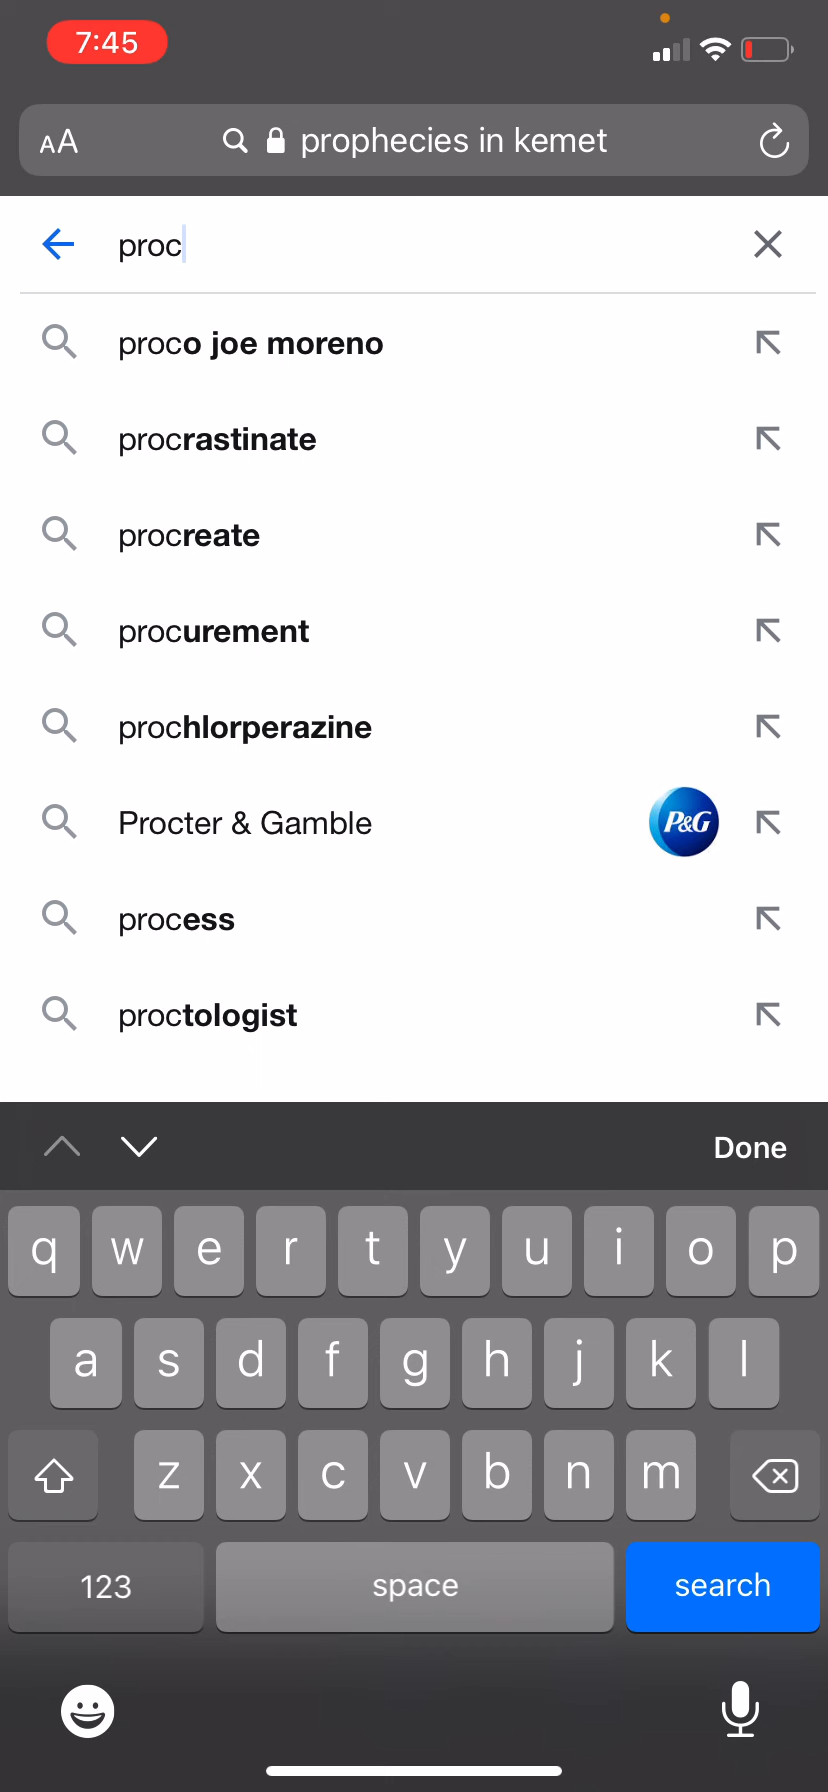 7:45
AA prophecies in kemet
proc
proco joe moreno
procrastinate
procreate
procurement
prochlorperazine
Procter & Gamble P&G
process
proctologist
Done
q w e r t y u i o p
a s d f g h j k l
z x c v b n m
123 space search